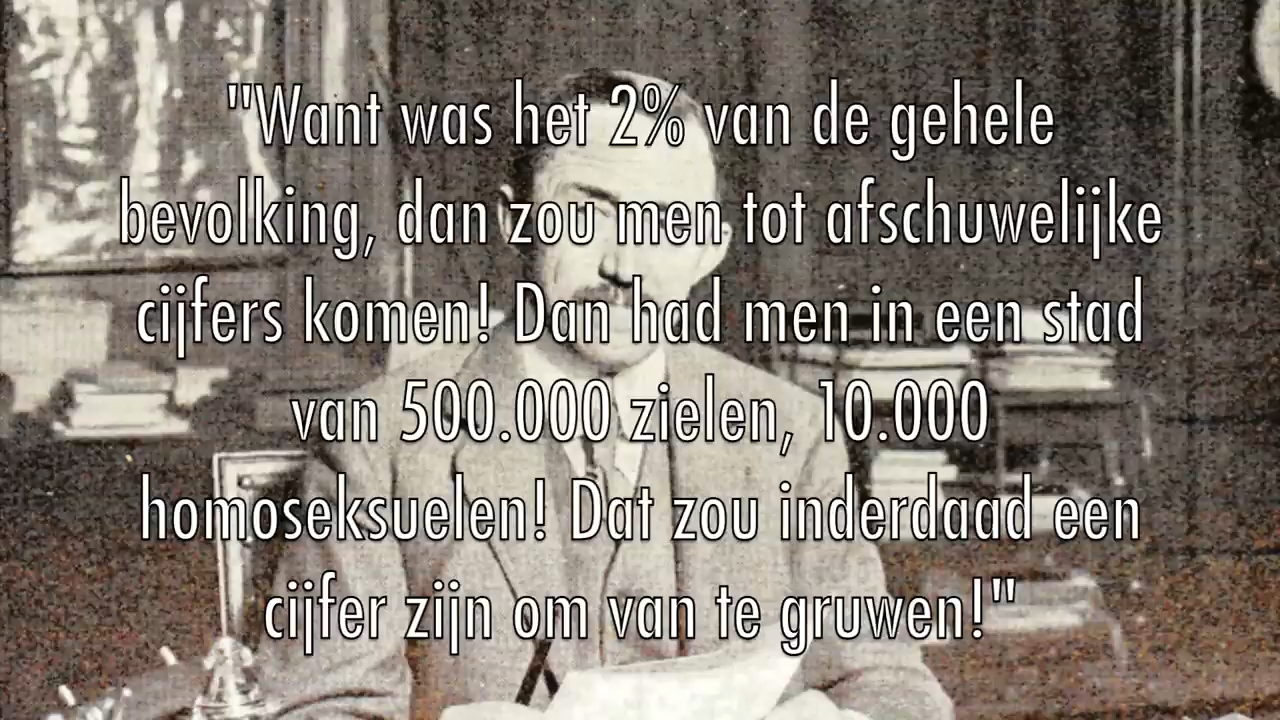 "Want was het 2% van de gehele
bevolking, dan zou men tot afschuwelijke
cijfers komen! Dan had men in een stad
van 500.000 zielen, 10.000
homoseksuelen! Dat zou inderdaad een
cijfer zijn om van te gruwen!"